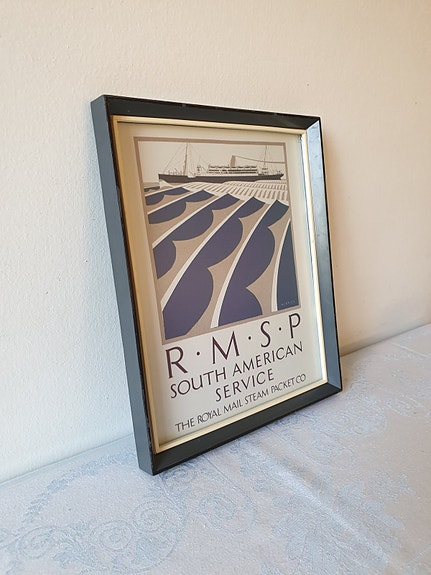 R·M·S·P
SOUTH AMERICAN
SERVICE
THE ROYAL MAIL STEAM PACKET CO